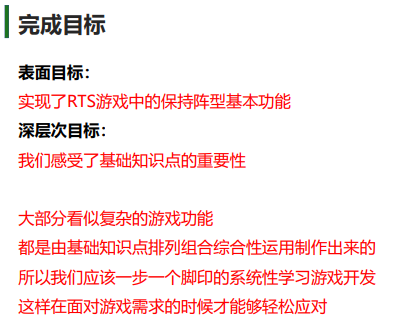 完成目标
表面目标：
实现了RTS游戏中的保持阵型基本功能
深层次目标：
我们感受了基础知识点的重要性
大部分看似复杂的游戏功能
都是由基础知识点排列组合综合性运用制作出来的
所以我们应该一步一个脚印的系统性学习游戏开发
这样在面对游戏需求的时候才能够轻松应对